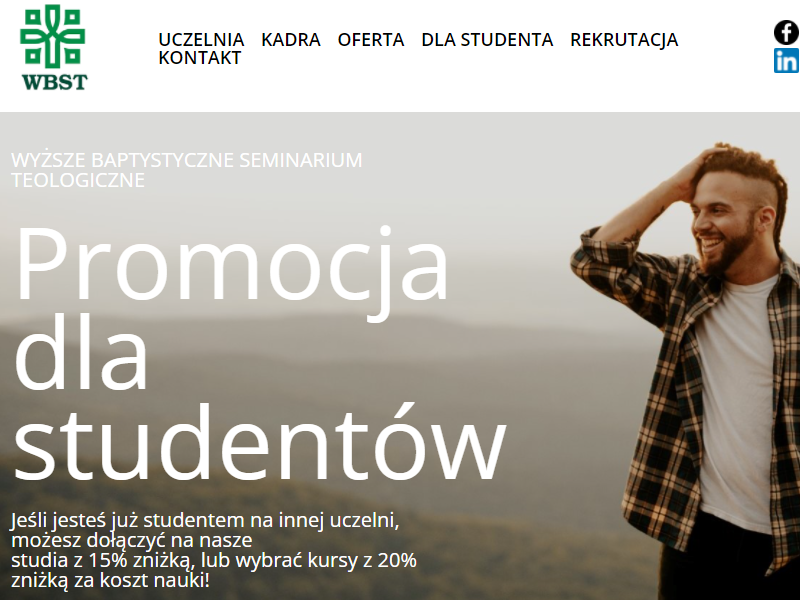 WBST
UCZELNIA KADRA OFERTA DLA STUDENTA REKRUTACJA
KONTAKT
f
in
WYŻSZE BAPTYSTYCZNE SEMINARIUM
TEOLOGICZNE
Promocja
dla
studentów
Jeśli jesteś już studentem na innej uczelni,
możesz dołączyć na nasze
studia z 15% zniżką, lub wybrać kursy z 20%
zniżką za koszt nauki!